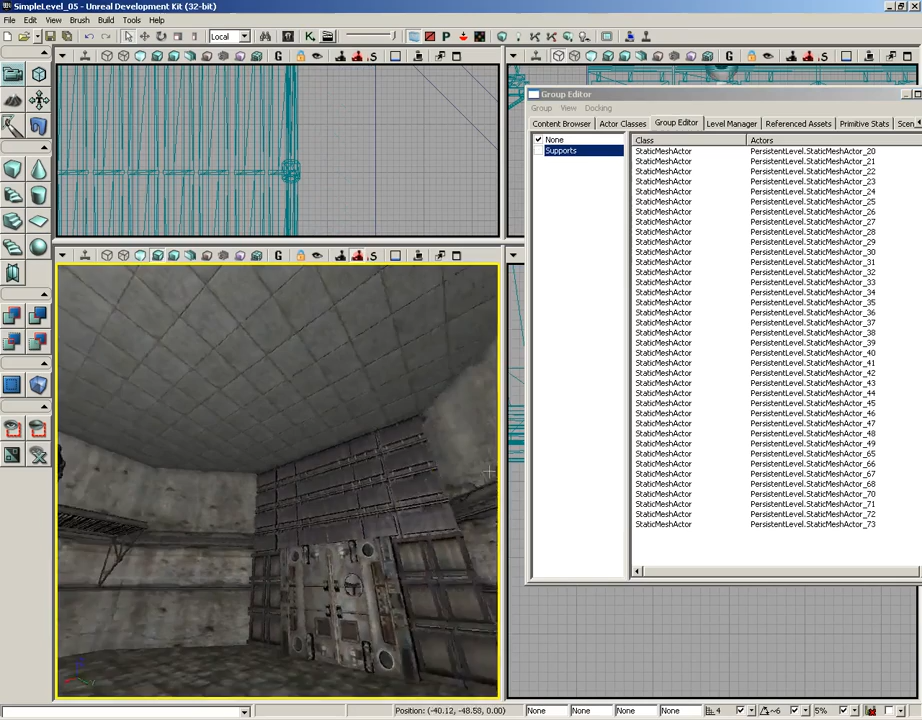 SimpleLevel_05 - Unreal Development Kit (32-bit)
File Edit View Brush Build Tools Help
Local
Group Editor
Group View Docking
Content Browser Actor Classes Group Editor Level Manager Referenced Assets Primitive Stats Scen
None
Supports
Class Actors
StaticMeshActor PersistentLevel.StaticMeshActor_20
StaticMeshActor PersistentLevel.StaticMeshActor_21
StaticMeshActor PersistentLevel.StaticMeshActor_22
StaticMeshActor PersistentLevel.StaticMeshActor_23
StaticMeshActor PersistentLevel.StaticMeshActor_24
StaticMeshActor PersistentLevel.StaticMeshActor_25
StaticMeshActor PersistentLevel.StaticMeshActor_26
StaticMeshActor PersistentLevel.StaticMeshActor_27
StaticMeshActor PersistentLevel.StaticMeshActor_28
StaticMeshActor PersistentLevel.StaticMeshActor_29
StaticMeshActor PersistentLevel.StaticMeshActor_30
StaticMeshActor PersistentLevel.StaticMeshActor_31
StaticMeshActor PersistentLevel.StaticMeshActor_32
StaticMeshActor PersistentLevel.StaticMeshActor_33
StaticMeshActor PersistentLevel.StaticMeshActor_34
StaticMeshActor PersistentLevel.StaticMeshActor_35
StaticMeshActor PersistentLevel.StaticMeshActor_36
StaticMeshActor PersistentLevel.StaticMeshActor_37
StaticMeshActor PersistentLevel.StaticMeshActor_38
StaticMeshActor PersistentLevel.StaticMeshActor_39
StaticMeshActor PersistentLevel.StaticMeshActor_40
StaticMeshActor PersistentLevel.StaticMeshActor_41
StaticMeshActor PersistentLevel.StaticMeshActor_42
StaticMeshActor PersistentLevel.StaticMeshActor_43
StaticMeshActor PersistentLevel.StaticMeshActor_44
StaticMeshActor PersistentLevel.StaticMeshActor_45
StaticMeshActor PersistentLevel.StaticMeshActor_46
StaticMeshActor PersistentLevel.StaticMeshActor_47
StaticMeshActor PersistentLevel.StaticMeshActor_48
StaticMeshActor PersistentLevel.StaticMeshActor_49
StaticMeshActor PersistentLevel.StaticMeshActor_65
StaticMeshActor PersistentLevel.StaticMeshActor_66
StaticMeshActor PersistentLevel.StaticMeshActor_67
StaticMeshActor PersistentLevel.StaticMeshActor_68
StaticMeshActor PersistentLevel.StaticMeshActor_70
StaticMeshActor PersistentLevel.StaticMeshActor_71
StaticMeshActor PersistentLevel.StaticMeshActor_72
StaticMeshActor PersistentLevel.StaticMeshActor_73
Position: (-40.12, -48.58, 0.00) None None None None 4 ~6 5%